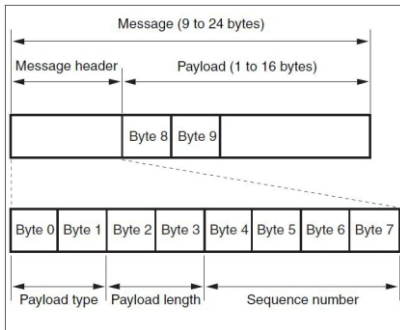 Message (9 to 24 bytes)
Message header Payload (1 to 16 bytes)
Byte 8 Byte 9
Byte 0 Byte 1 Byte 2 Byte 3 Byte 4 Byte 5 Byte 6 Byte 7
Payload type Payload length Sequence number